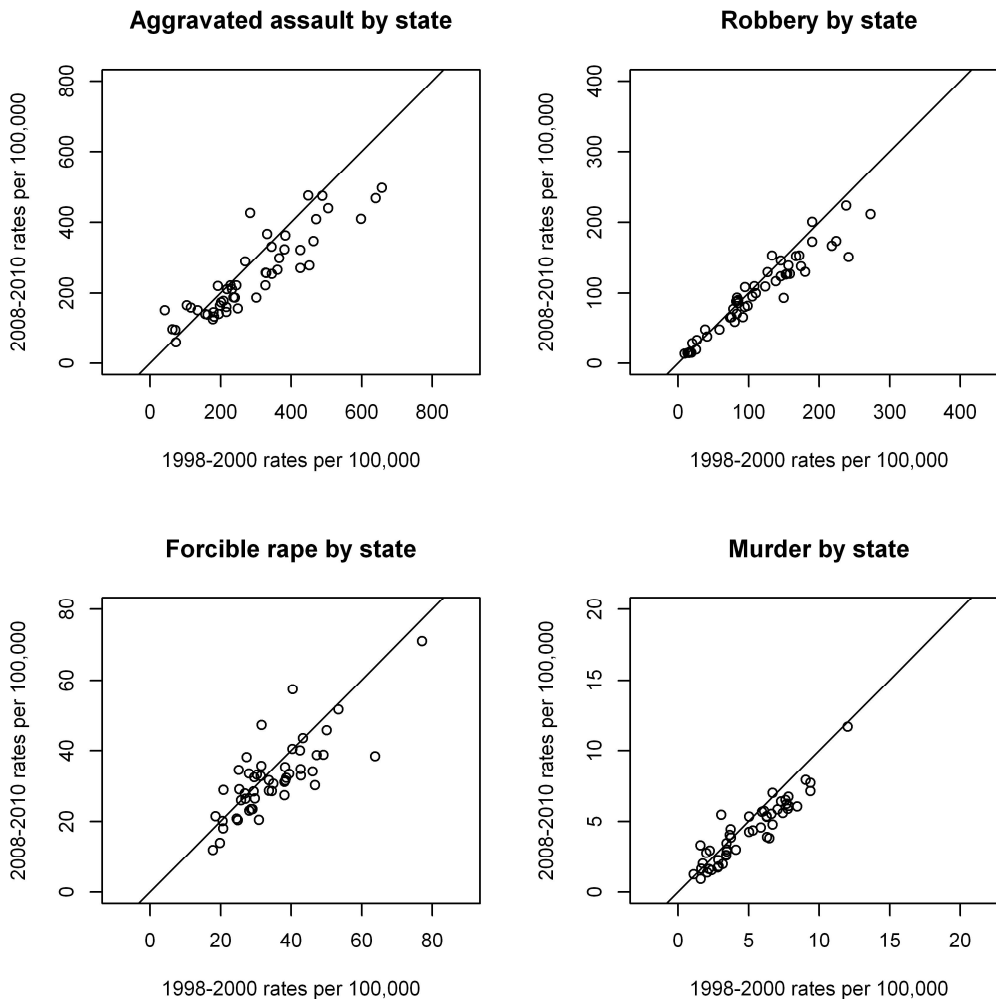 Aggravated assault by state
2008-2010 rates per 100,000
800
600
400
200
0
0 200 400 600 800
1998-2000 rates per 100,000
Robbery by state
2008-2010 rates per 100,000
400
300
200
100
0
0 100 200 300 400
1998-2000 rates per 100,000
Forcible rape by state
2008-2010 rates per 100,000
80
60
40
20
0
0 20 40 60 80
1998-2000 rates per 100,000
Murder by state
2008-2010 rates per 100,000
20
15
10
5
0
0 5 10 15 20
1998-2000 rates per 100,000